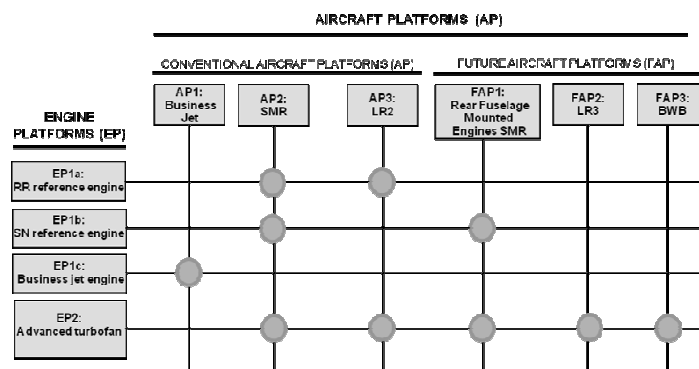 AIRCRAFT PLATFORMS (AP)
CONVENTIONAL AIRCRAFT PLATFORMS (AP)
FUTURE AIRCRAFT PLATFORMS (FAP)
AP1:
Business
Jet
AP2:
SMR
AP3:
LR2
FAP1:
Rear Fuselage
Mounted
Engines SMR
FAP2:
LR3
FAP3:
BWB
ENGINE
PLATFORMS (EP)
EP1a:
RR reference engine
EP1b:
SN reference engine
EP1c:
Business jet engine
EP2:
Advanced turbofan